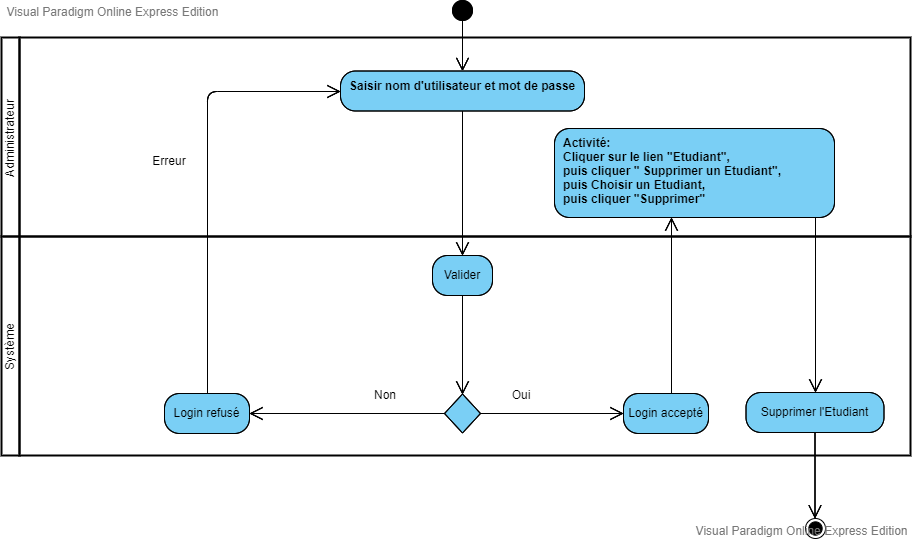 Visual Paradigm Online Express Edition
Administrateur
Saisir nom d'utilisateur et mot de passe
Erreur
Activité:
Cliquer sur le lien "Etudiant",
puis cliquer " Supprimer un Etudiant",
puis Choisir un Etudiant,
puis cliquer "Supprimer"
Système
Valider
Non
Oui
Login refusé
Login accepté
Supprimer l'Etudiant
Visual Paradigm Online Express Edition